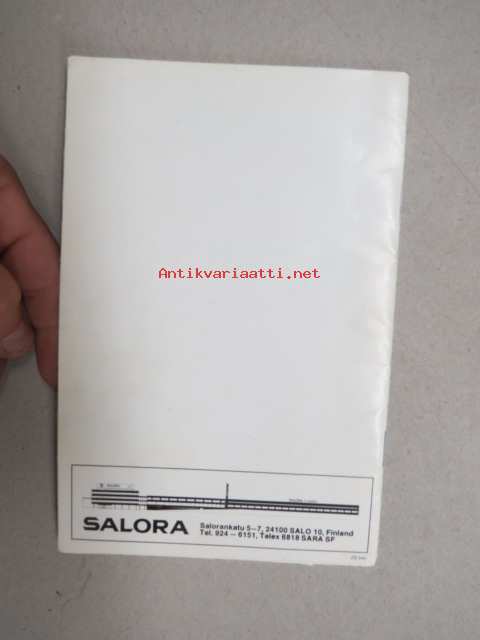 Antikvariaatti.net
SALORA
Salorankatu 5–7, 24100 SALO 10, Finland
Tel. 924 – 6151, Telex 6818 SARA SF